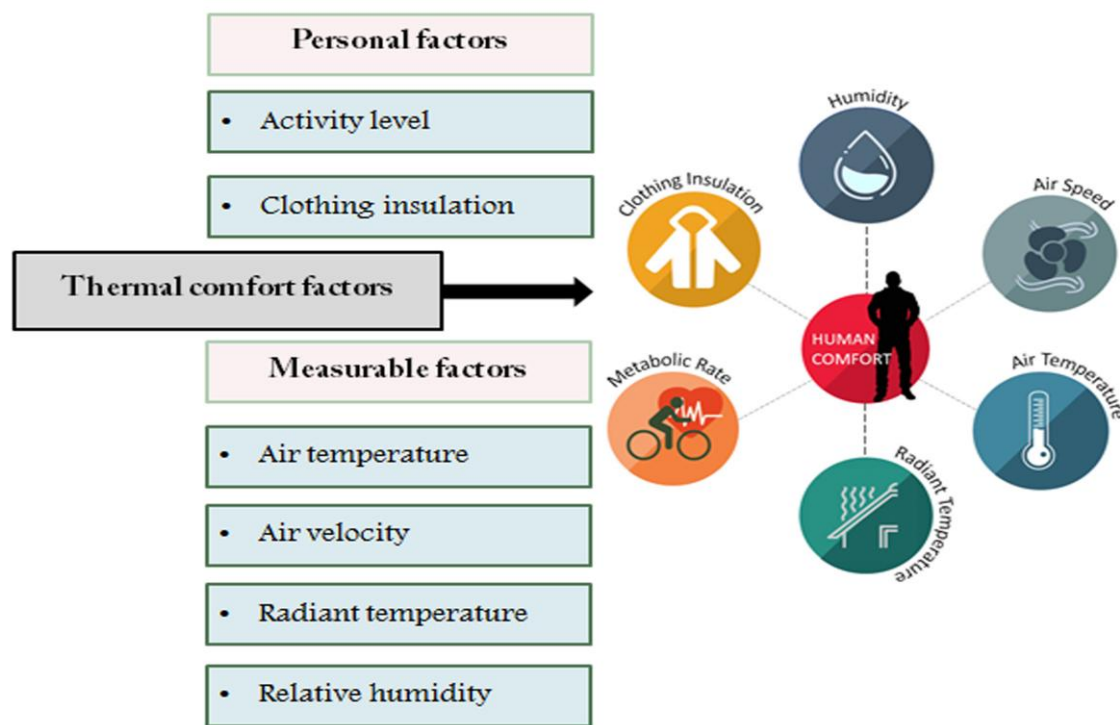 Personal factors
• Activity level
• Clothing insulation
Thermal comfort factors
Measurable factors
• Air temperature
• Air velocity
• Radiant temperature
• Relative humidity
Humidity
Clothing Insulation
Air Speed
HUMAN
COMFORT
Metabolic Rate
Air Temperature
Radiant Temperature